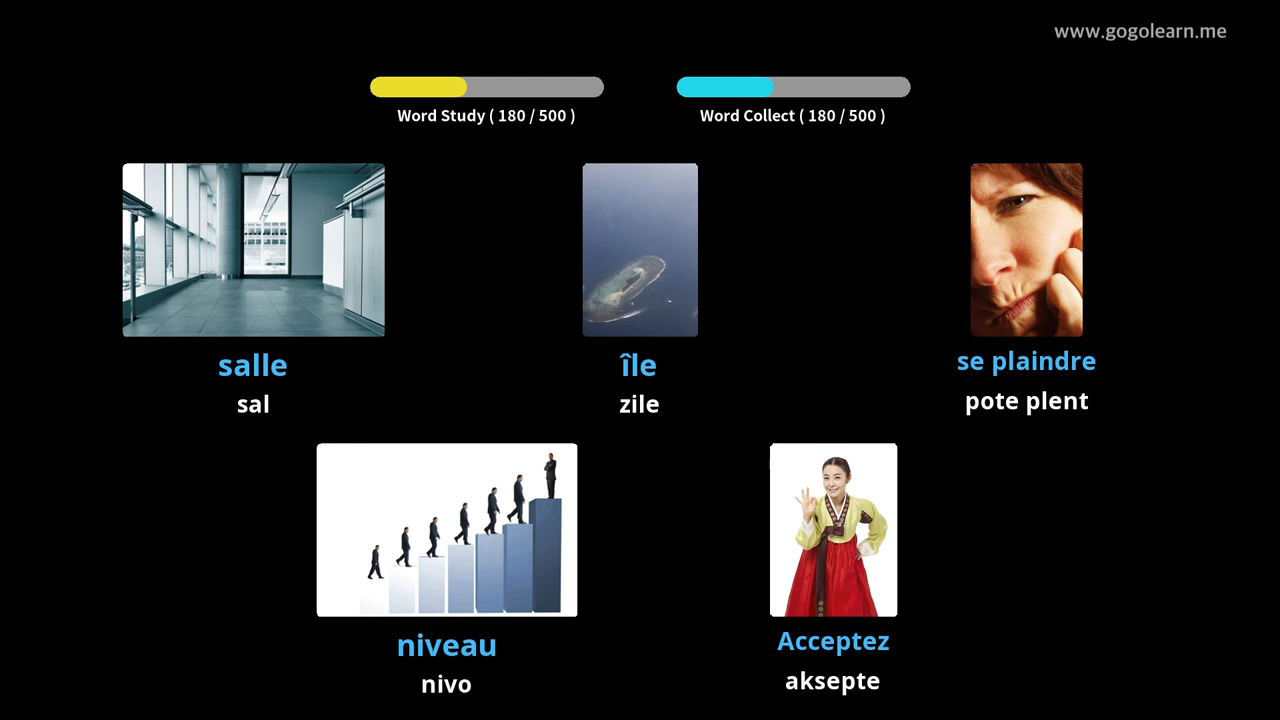 www.gogolearn.me
Word Study ( 180 / 500 )
Word Collect ( 180 / 500 )
salle
sal
île
zile
se plaindre
pote plent
niveau
nivo
Acceptez
aksepte